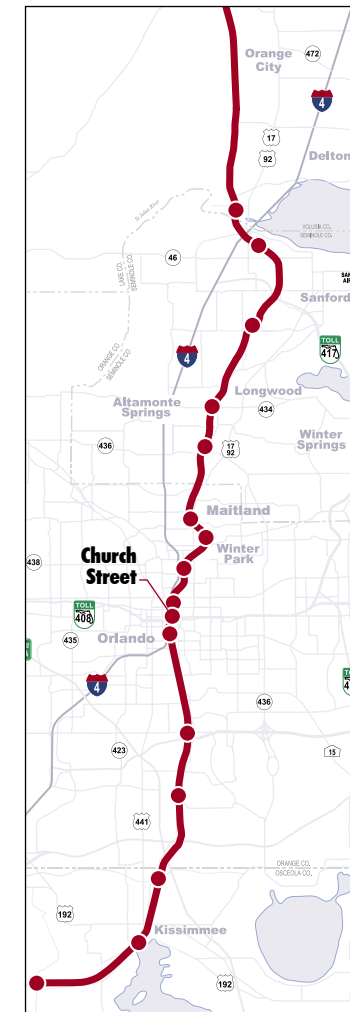 Orange
City
472
4
17
92
Delton
St Johns River
VOLUSIA CO.
SEMINOLE CO.
LAKE CO.
SEMINOLE CO.
46
SAN
AIR
Sanford
TOLL
417
ORANGE CO
SEMINOLE CO
4
Longwood
Altamonte
Springs
434
436
17
92
Winter
Springs
Maitland
Winter
Park
Church
Street
438
TOLL
408
435
Orlando
4
436
423
15
441
ORANGE CO.
OSCEOLA CO.
192
Kissimmee
192